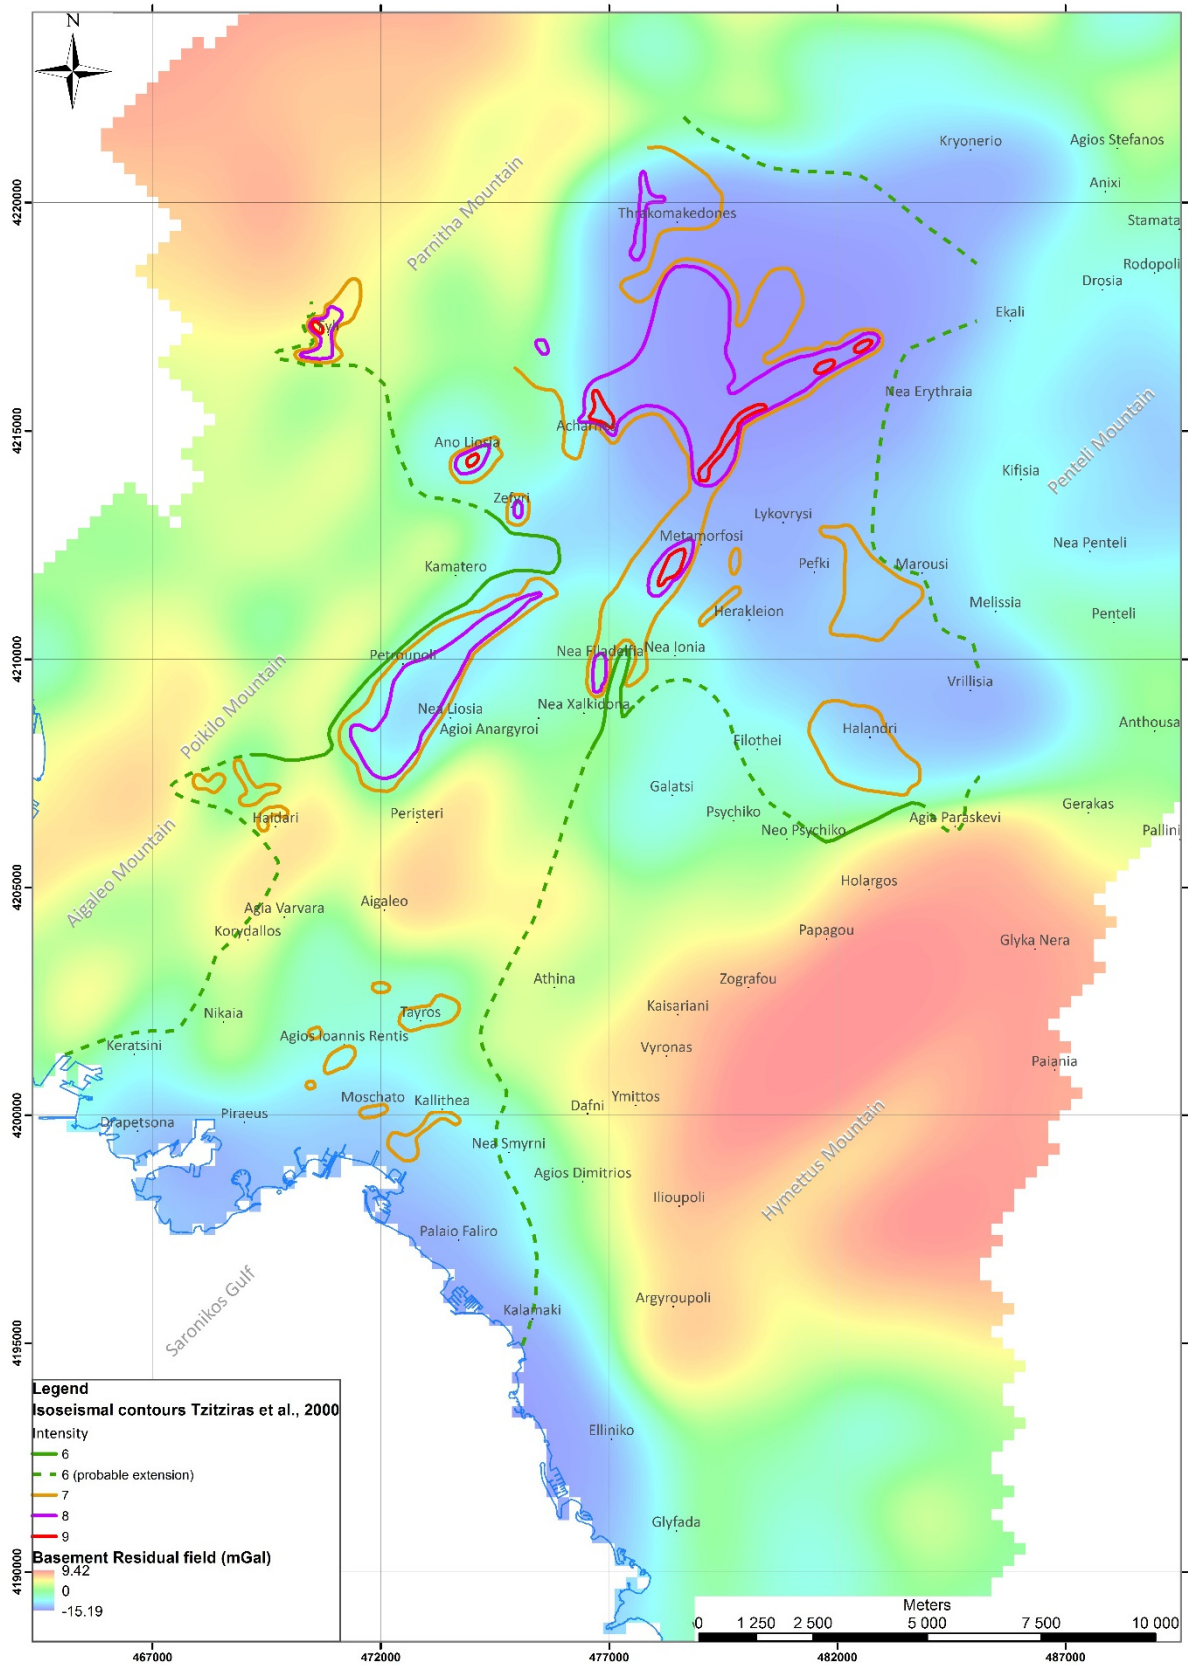 N
Kryonerio
Agios Stefanos
Anixi
Parnitha Mountain
4220000
Thrakomakedones
Stamata
Rodopoli
Drosia
Ekali
Nea Erythraia
Penteli Mountain
4215000
Ano Liosia
Kifisia
Zefyri
Lykovrysi
Metamorfosi
Nea Penteli
Kamatero
Pefki
Marousi
Melissia
Herakleion
Penteli
4210000
Petroupoli
Nea Filadelfia
Nea Ionia
Vrillisia
Poikilo Mountain
Nea Liosia
Nea Xalkidona
Agioi Anargyroi
Filothei
Halandri
Anthousa
Galatsi
Haidari
Peristeri
Psychiko
Neo Psychiko
Agia Paraskevi
Gerakas
Pallini
Aigaleo Mountain
4205000
Holargos
Agia Varvara
Aigaleo
Korydallos
Papagou
Glyka Nera
Athina
Zografou
Nikaia
Tayros
Kaisariani
Agios Ioannis Rentis
Keratsini
Vyronas
Paiania
Moschato
Kallithea
Dafni
Ymittos
4200000
Drapetsona
Piraeus
Nea Smyrni
Agios Dimitrios
Hymettus Mountain
Ilioupoli
Palaio Faliro
Saronikos Gulf
Kalamaki
Argyroupoli
4195000
Elliniko
Glyfada
4190000
Legend
Isoseismal contours Tzitziras et al., 2000
Intensity
6
6 (probable extension)
7
8
9
Basement Residual field (mGal)
9.42
0
-15.19
Meters
0 1 250 2 500 5 000 7 500 10 000
467000 472000 477000 482000 487000